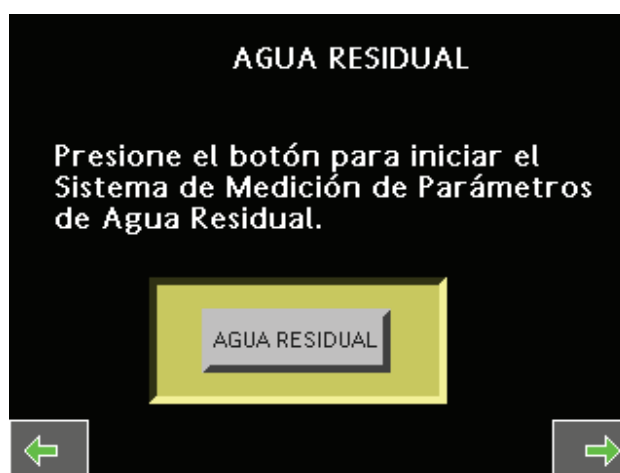 AGUA RESIDUAL
Presione el botón para iniciar el
Sistema de Medición de Parámetros
de Agua Residual.
AGUA RESIDUAL